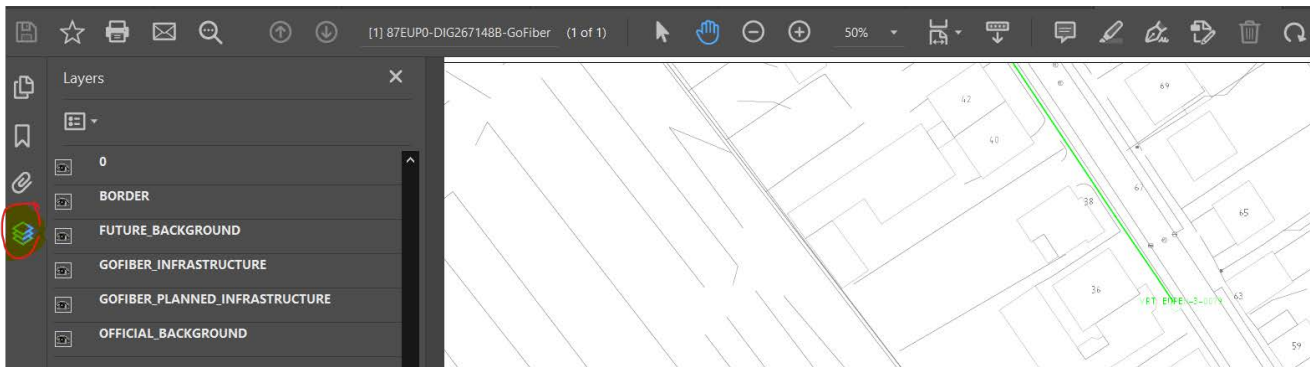 [1] 87EUP0-DIG267148B-GoFiber (1 of 1)
50%
Layers
0
BORDER
FUTURE_BACKGROUND
GOFIBER_INFRASTRUCTURE
GOFIBER_PLANNED_INFRASTRUCTURE
OFFICIAL_BACKGROUND
42
69
40
67
38
65
36
63
59